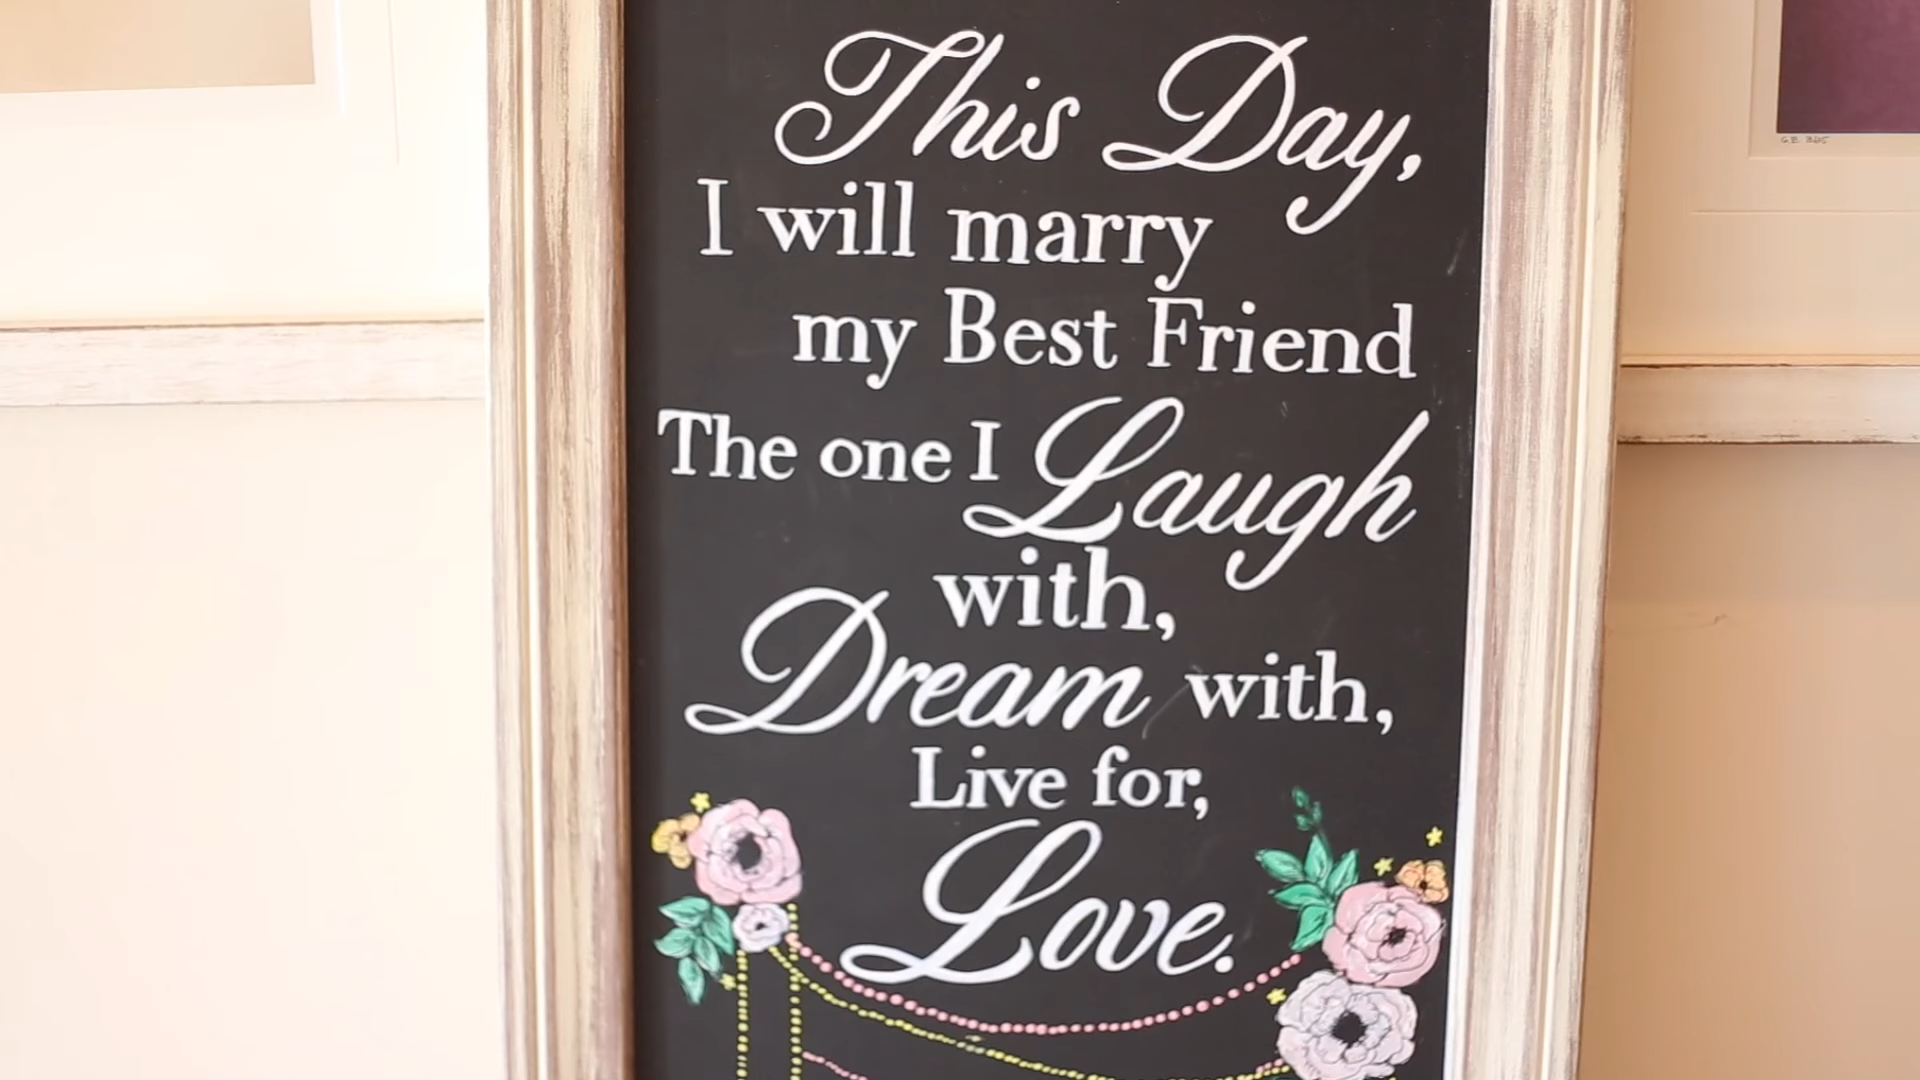 This Day,
I will marry
my Best Friend
The one I Laugh
with,
Dream with,
Live for,
Love.